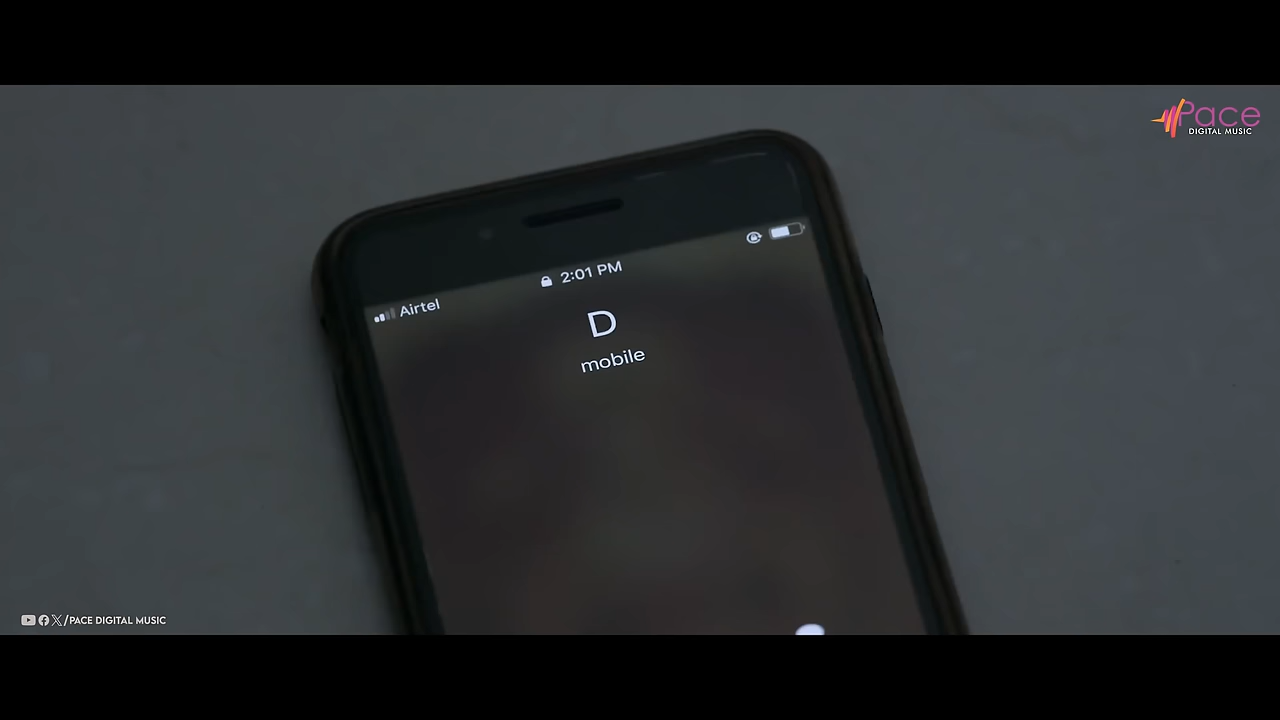 Pace
DIGITAL MUSIC
2:01 PM
Airtel
D
mobile
/PACE DIGITAL MUSIC